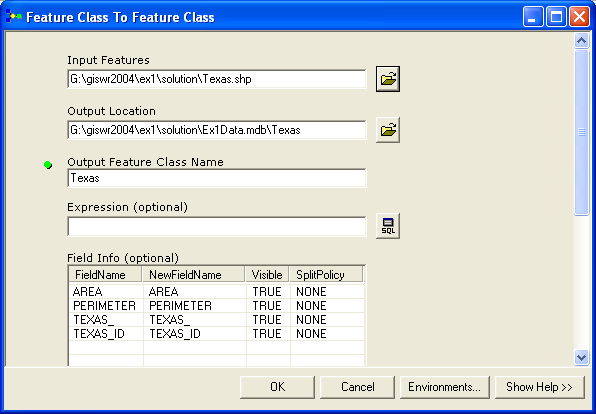 Feature Class To Feature Class
Input Features
G:\giswr2004\ex1\solution\Texas.shp
Output Location
G:\giswr2004\ex1\solution\Ex1Data.mdb\Texas
Output Feature Class Name
Texas
Expression (optional)
SQL
Field Info (optional)
FieldName NewFieldName Visible SplitPolicy
AREA AREA TRUE NONE
PERIMETER PERIMETER TRUE NONE
TEXAS_ TEXAS_ TRUE NONE
TEXAS_ID TEXAS_ID TRUE NONE
OK Cancel Environments... Show Help >>